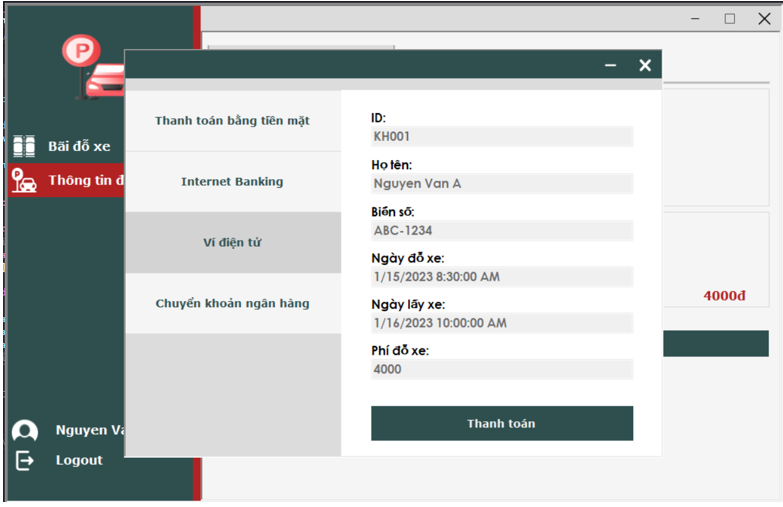 P
Bãi đỗ xe
P
Thông tin đ
Nguyen Va
Logout
Thanh toán bằng tiền mặt
Internet Banking
Ví điện tử
Chuyển khoản ngân hàng
ID:
KH001
Họ tên:
Nguyen Van A
Biển số:
ABC-1234
Ngày đỗ xe:
1/15/2023 8:30:00 AM
Ngày lấy xe:
1/16/2023 10:00:00 AM
Phí đỗ xe:
4000
Thanh toán
4000đ